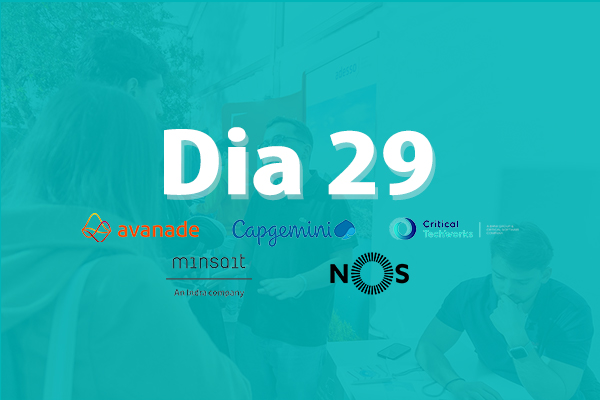 Dia 29
avanade
Capgemini
Critical
TechWorks
minsait
An Indra company
NOS